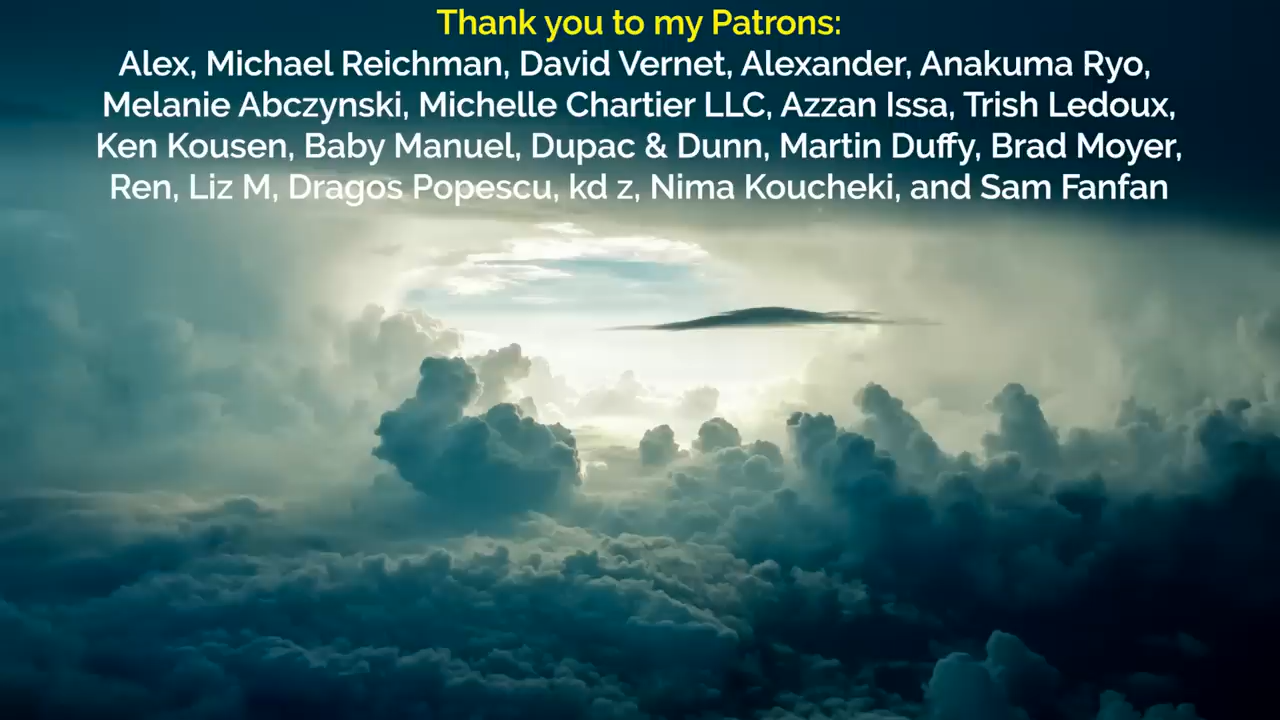 Thank you to my Patrons:
Alex, Michael Reichman, David Vernet, Alexander, Anakuma Ryo,
Melanie Abczynski, Michelle Chartier LLC, Azzan Issa, Trish Ledoux,
Ken Kousen, Baby Manuel, Dupac & Dunn, Martin Duffy, Brad Moyer,
Ren, Liz M, Dragos Popescu, kd z, Nima Koucheki, and Sam Fanfan